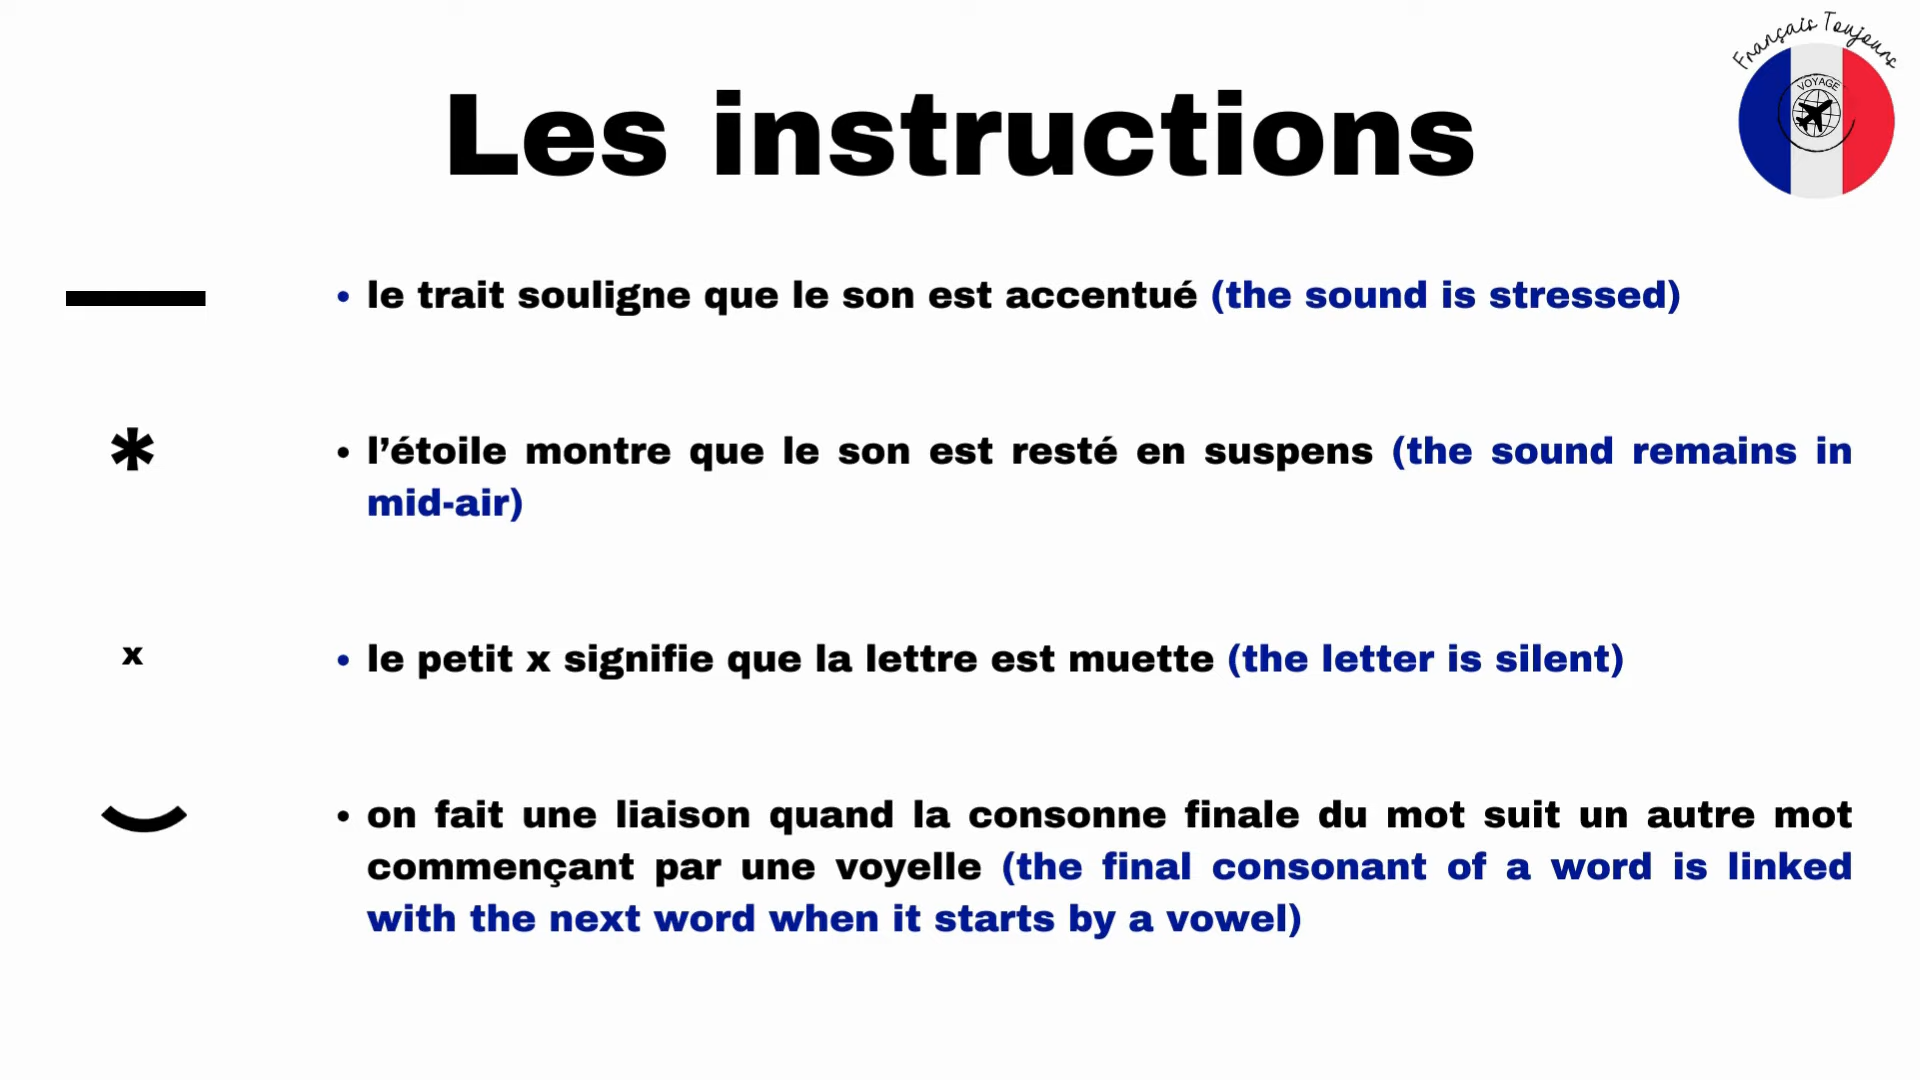 Français Toujours
VOYAGE
Les instructions
le trait souligne que le son est accentué (the sound is stressed)
*
l’étoile montre que le son est resté en suspens (the sound remains in
mid-air)
x
le petit x signifie que la lettre est muette (the letter is silent)
on fait une liaison quand la consonne finale du mot suit un autre mot
commençant par une voyelle (the final consonant of a word is linked
with the next word when it starts by a vowel)